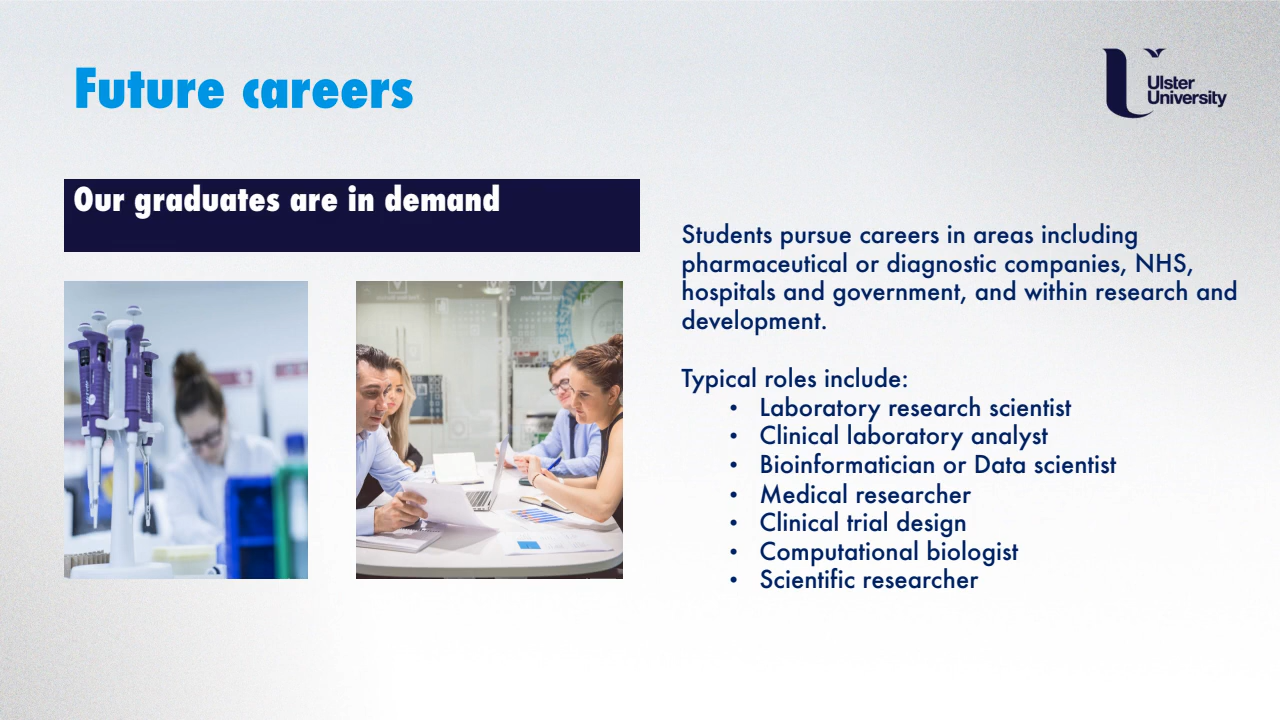 Future careers
Ulster
University
Our graduates are in demand
Students pursue careers in areas including
pharmaceutical or diagnostic companies, NHS,
hospitals and government, and within research and
development.
Typical roles include:
• Laboratory research scientist
• Clinical laboratory analyst
• Bioinformatician or Data scientist
• Medical researcher
• Clinical trial design
• Computational biologist
• Scientific researcher